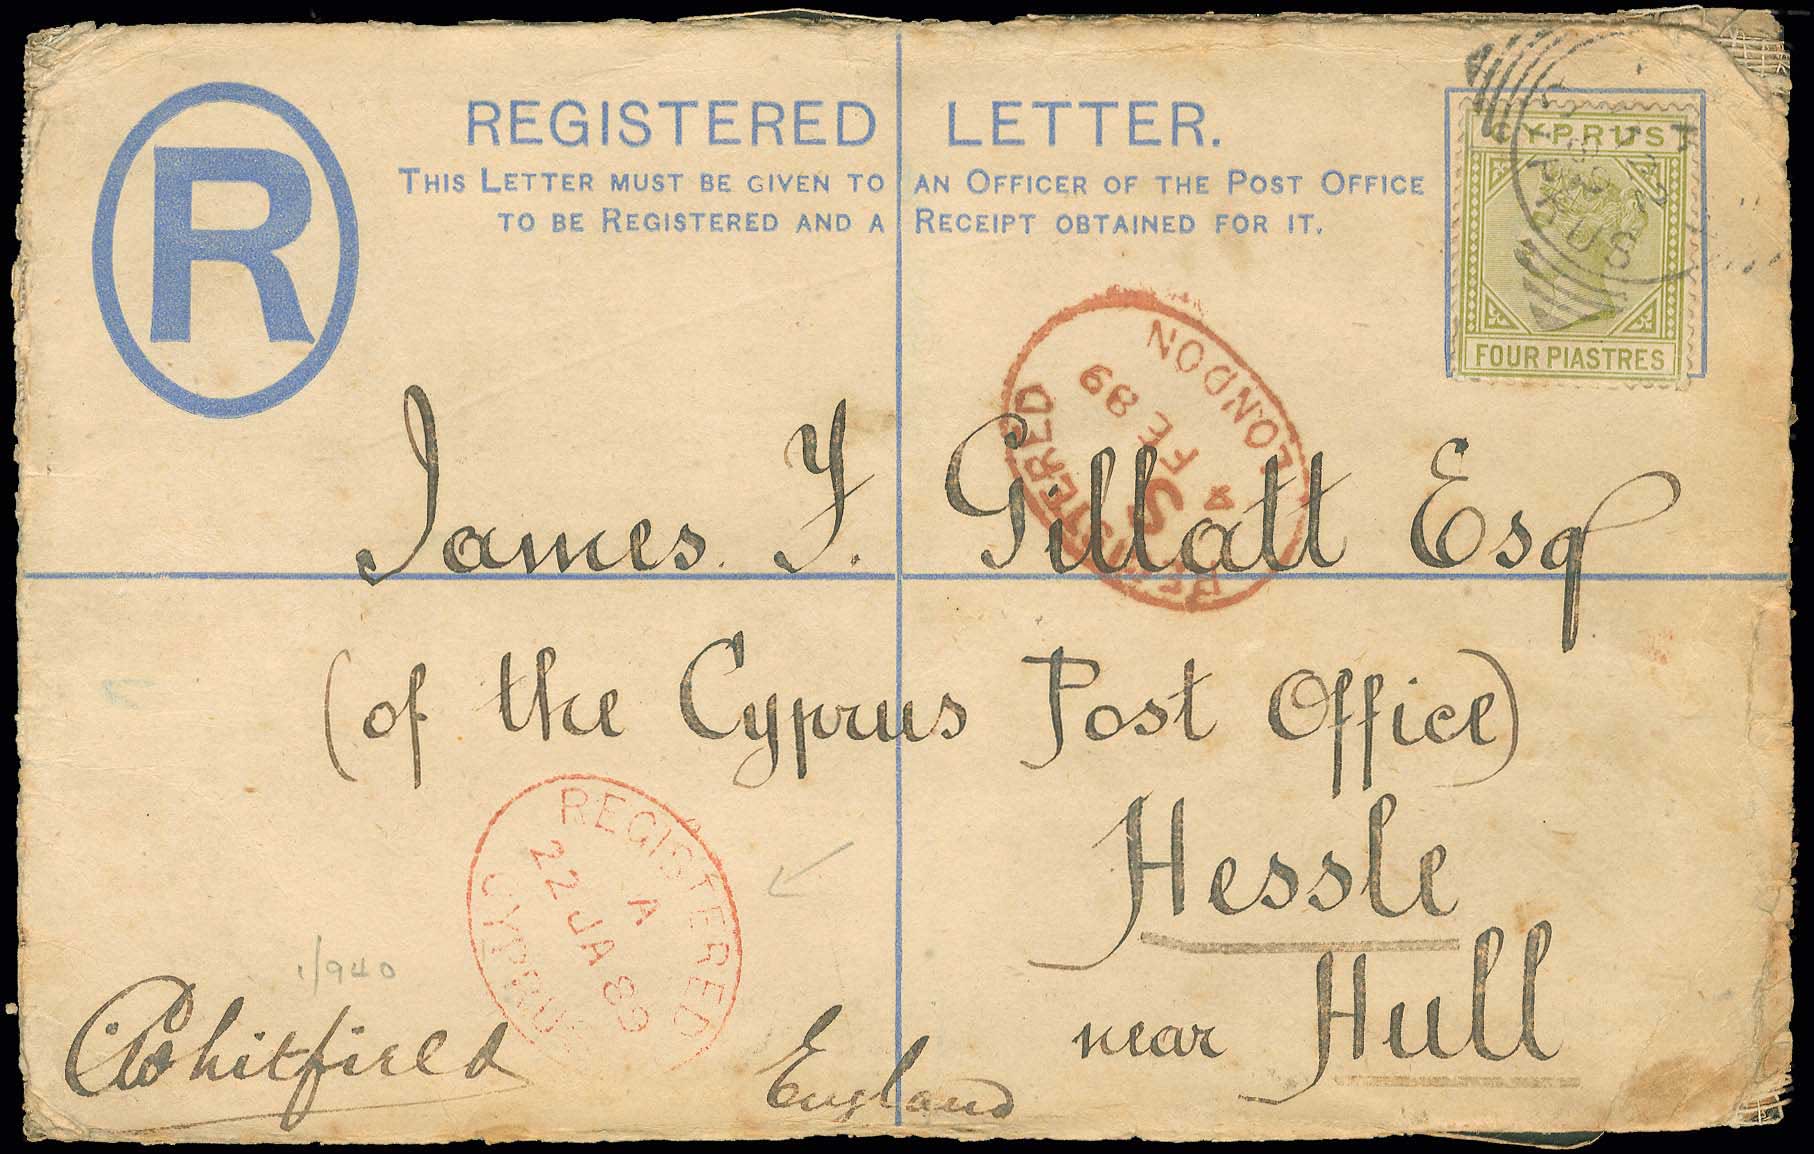 R
REGISTERED LETTER.
THIS LETTER MUST BE GIVEN TO AN OFFICER OF THE POST OFFICE
TO BE REGISTERED AND A RECEIPT OBTAINED FOR IT.
CYPRUS
FOUR PIASTRES
REGISTERED
LONDON
4 FE 89
S
James. F. Gillatt Esq
(of the Cyprus Post Office)
Hessle
near Hull
England
REGISTERED
A
22 JA 89
CYPRUS
1/940
Whitfield